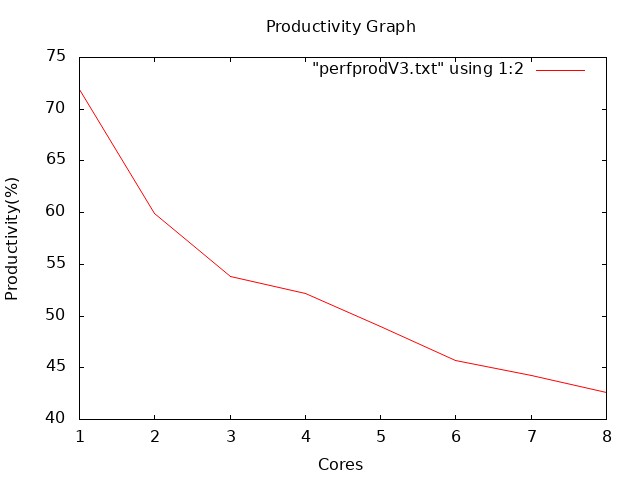 Productivity Graph
"perfprodV3.txt" using 1:2
75
70
65
60
55
50
45
40
Productivity(%)
1 2 3 4 5 6 7 8
Cores